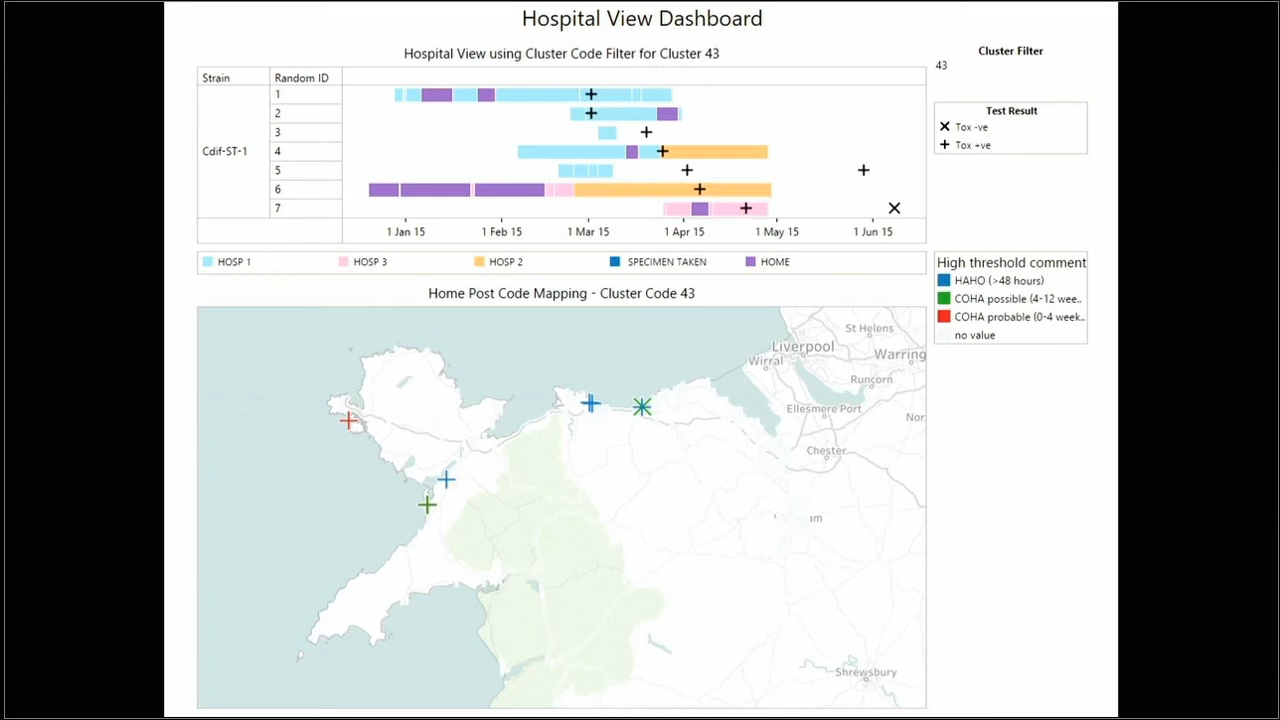 Hospital View Dashboard
Hospital View using Cluster Code Filter for Cluster 43
Cluster Filter
43
Strain Random ID
1
2
3
Cdif-ST-1 4
5
6
7
1 Jan 15 1 Feb 15 1 Mar 15 1 Apr 15 1 May 15 1 Jun 15
Test Result
Tox -ve
Tox +ve
HOSP 1 HOSP 3 HOSP 2 SPECIMEN TAKEN HOME
High threshold comment
HAHO (>48 hours)
COHA possible (4-12 wee..
COHA probable (0-4 week..
no value
Home Post Code Mapping - Cluster Code 43
St Helens
Liverpool
Wirral
Warring
Runcorn
Ellesmere Port
Nor
Chester
am
Shrewsbury